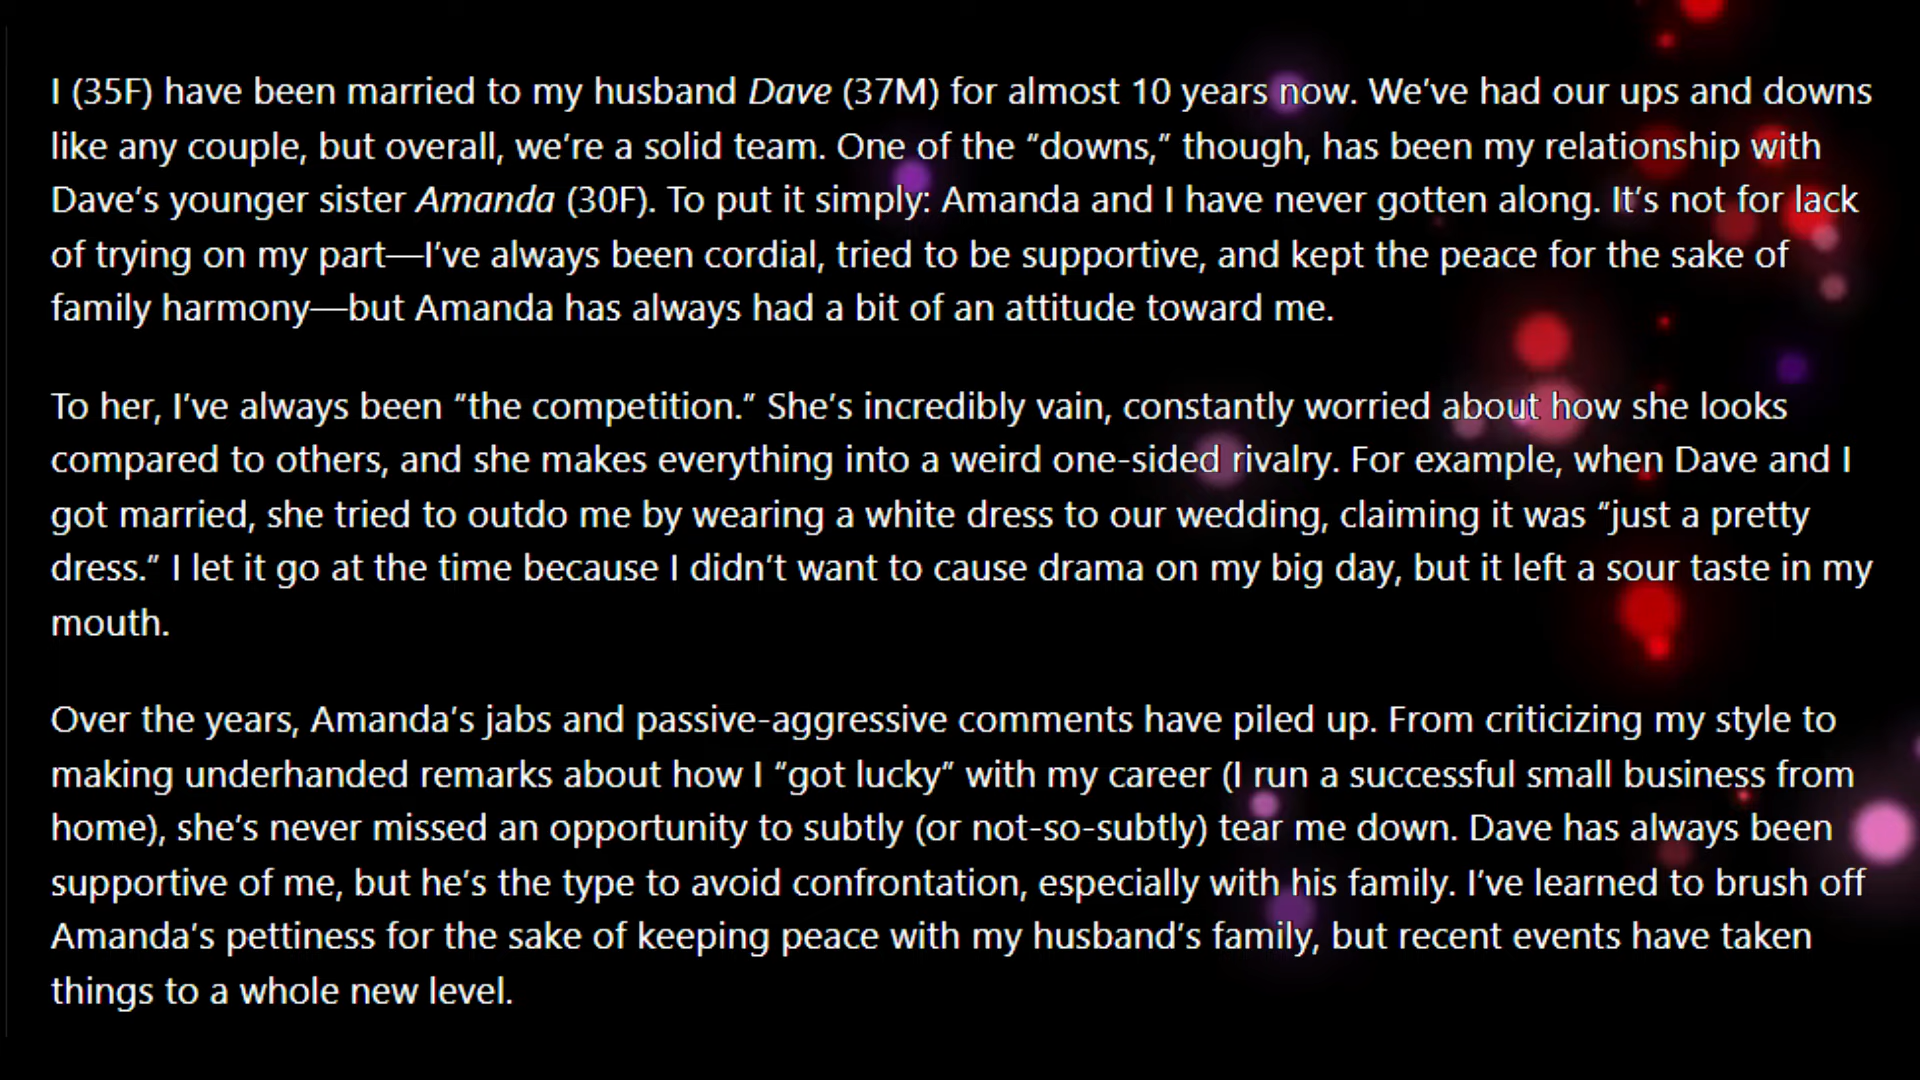 I (35F) have been married to my husband Dave (37M) for almost 10 years now. We’ve had our ups and downs
like any couple, but overall, we’re a solid team. One of the “downs,” though, has been my relationship with
Dave’s younger sister Amanda (30F). To put it simply: Amanda and I have never gotten along. It’s not for lack
of trying on my part—I’ve always been cordial, tried to be supportive, and kept the peace for the sake of
family harmony—but Amanda has always had a bit of an attitude toward me.
To her, I’ve always been “the competition.” She’s incredibly vain, constantly worried about how she looks
compared to others, and she makes everything into a weird one-sided rivalry. For example, when Dave and I
got married, she tried to outdo me by wearing a white dress to our wedding, claiming it was “just a pretty
dress.” I let it go at the time because I didn’t want to cause drama on my big day, but it left a sour taste in my
mouth.
Over the years, Amanda’s jabs and passive-aggressive comments have piled up. From criticizing my style to
making underhanded remarks about how I “got lucky” with my career (I run a successful small business from
home), she’s never missed an opportunity to subtly (or not-so-subtly) tear me down. Dave has always been
supportive of me, but he’s the type to avoid confrontation, especially with his family. I’ve learned to brush off
Amanda’s pettiness for the sake of keeping peace with my husband’s family, but recent events have taken
things to a whole new level.